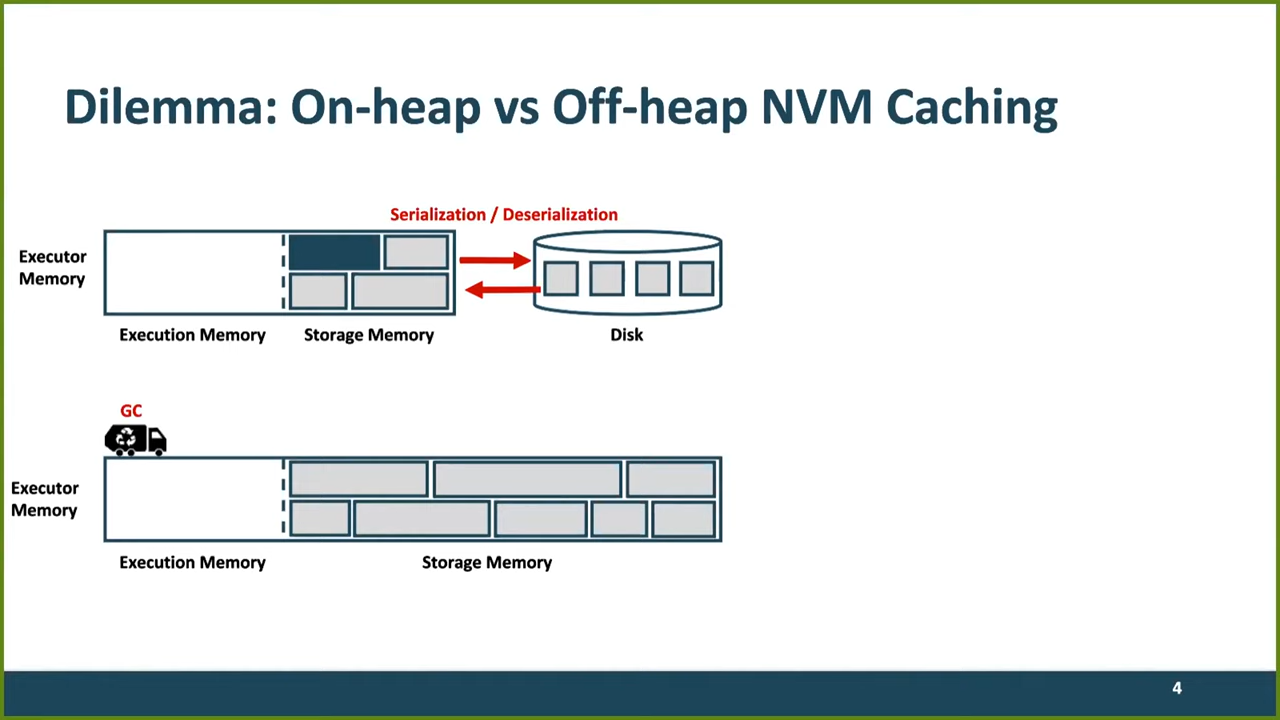 Dilemma: On-heap vs Off-heap NVM Caching
Serialization / Deserialization
Executor
Memory
Execution Memory
Storage Memory
Disk
GC
Executor
Memory
Execution Memory
Storage Memory
4